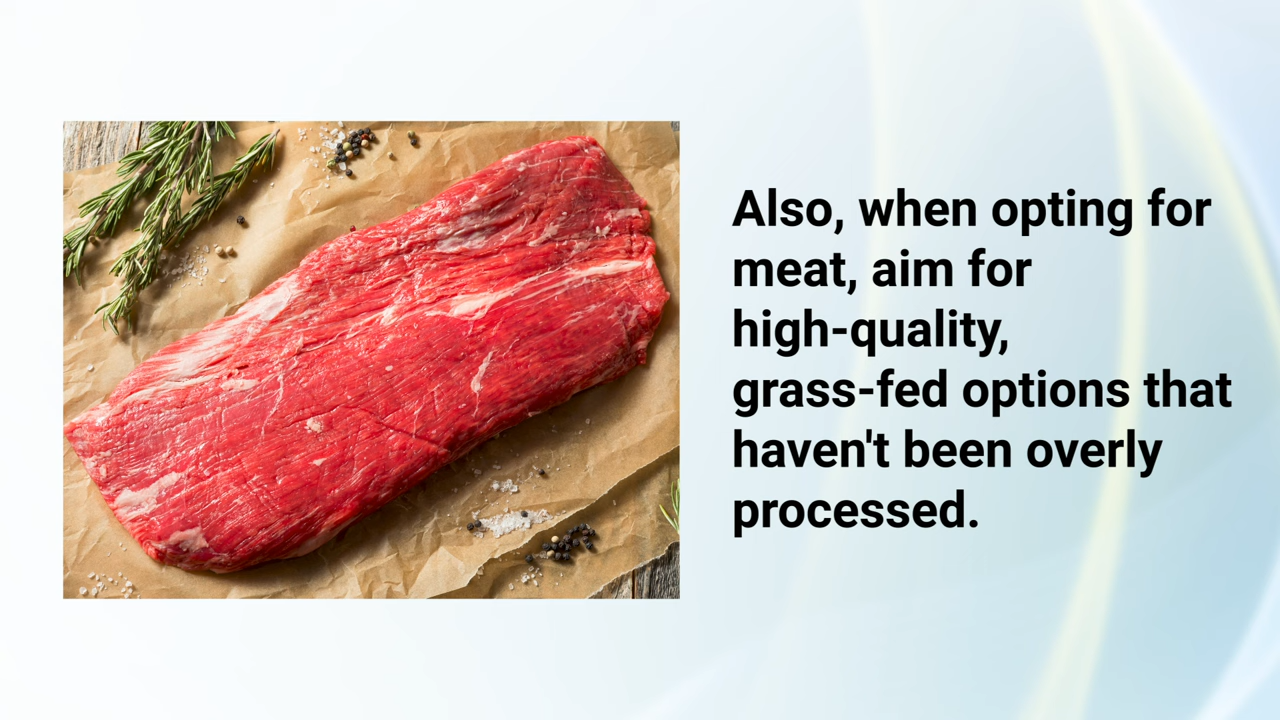 Also, when opting for
meat, aim for
high-quality,
grass-fed options that
haven't been overly
processed.